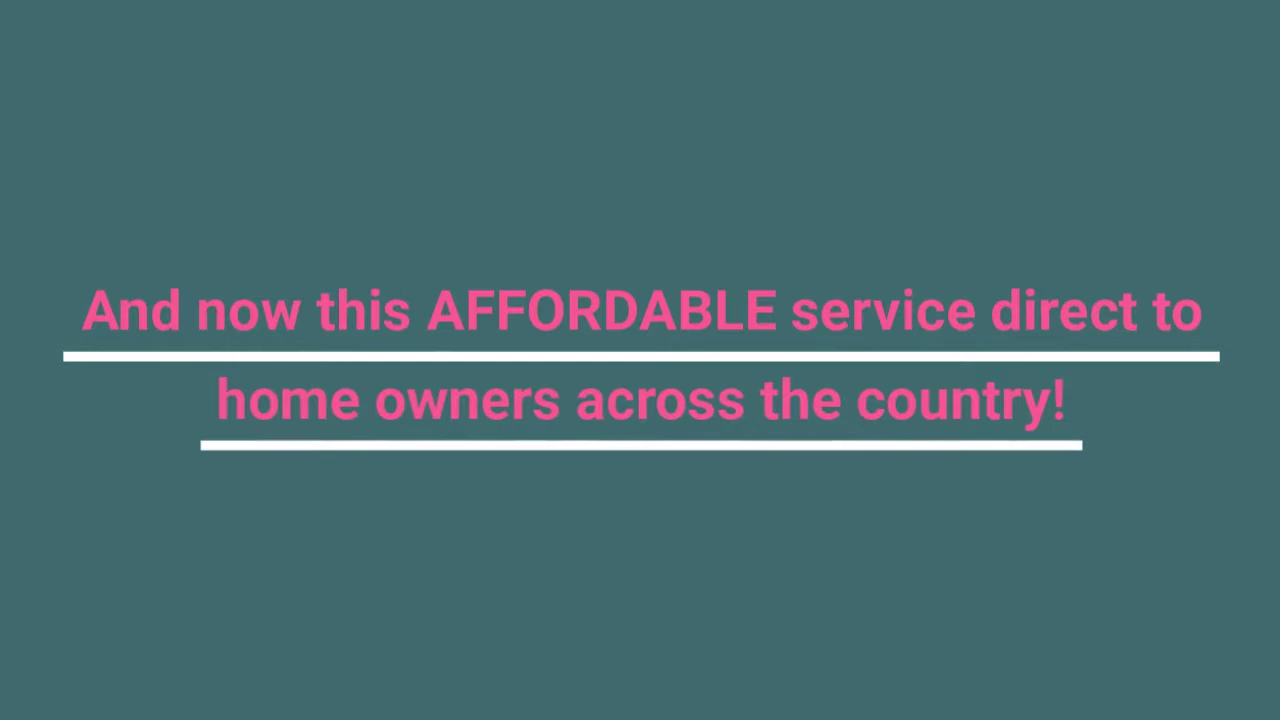 And now this AFFORDABLE service direct to
home owners across the country!